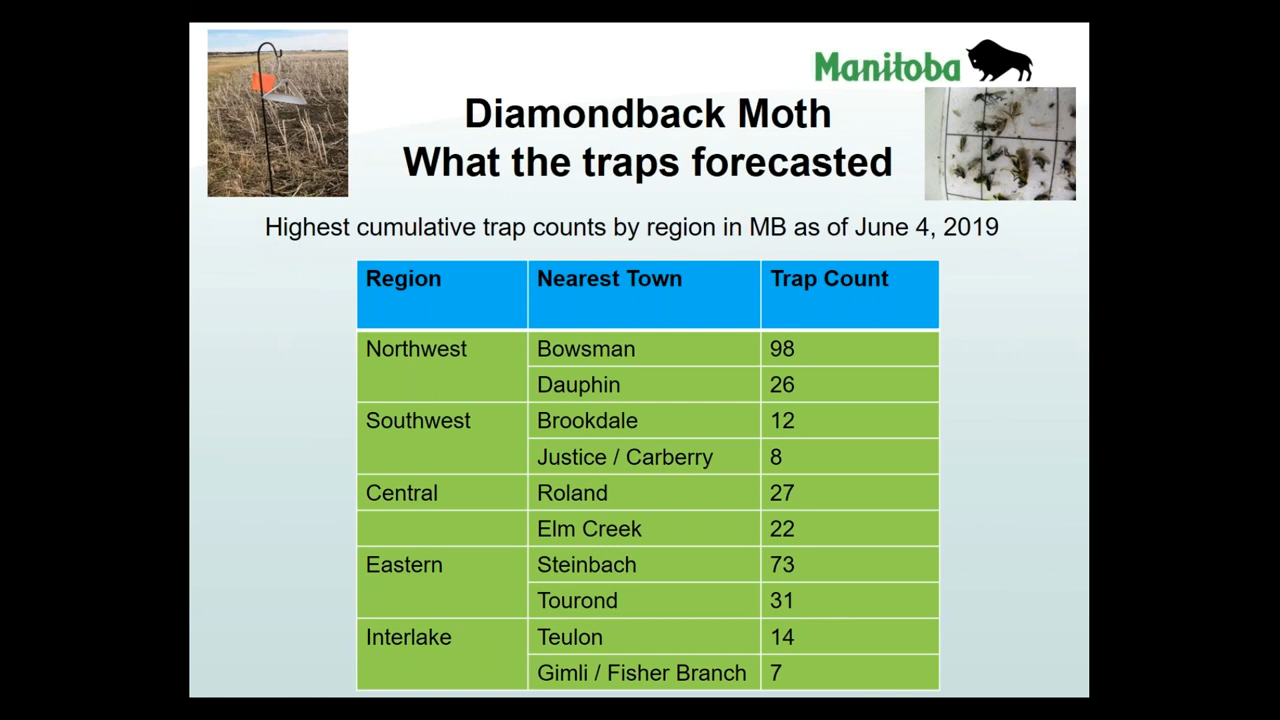 Manitoba
Diamondback Moth
What the traps forecasted
Highest cumulative trap counts by region in MB as of June 4, 2019
Region Nearest Town Trap Count
Northwest Bowsman 98
Dauphin 26
Southwest Brookdale 12
Justice / Carberry 8
Central Roland 27
Elm Creek 22
Eastern Steinbach 73
Tourond 31
Interlake Teulon 14
Gimli / Fisher Branch 7